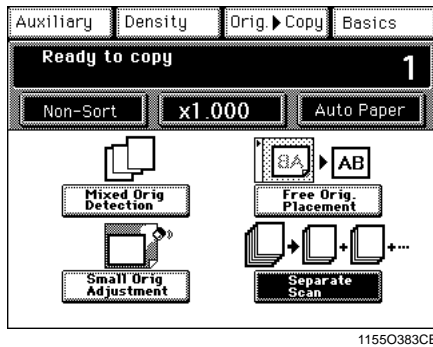 Auxiliary Density Orig.▶Copy Basics
Ready to copy
1
Non-Sort x1.000 Auto Paper
AB ▶ AB
Mixed Orig
Detection
Free Orig.
Placement
+ + ···
Small Orig
Adjustment
Separate
Scan
1155O383CE